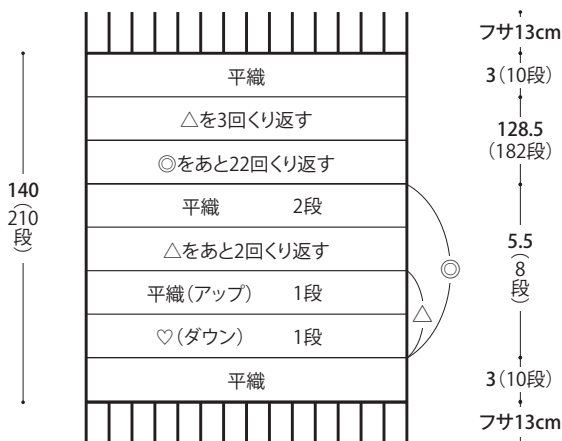 フサ13cm
平織
3(10段)
△を3回くり返す
128.5
(182段)
◎をあと22回くり返す
140
(210段)
平織 2段
△をあと2回くり返す
5.5
(8段)
◎
平織(アップ) 1段
△
♡(ダウン) 1段
平織
3(10段)
フサ13cm